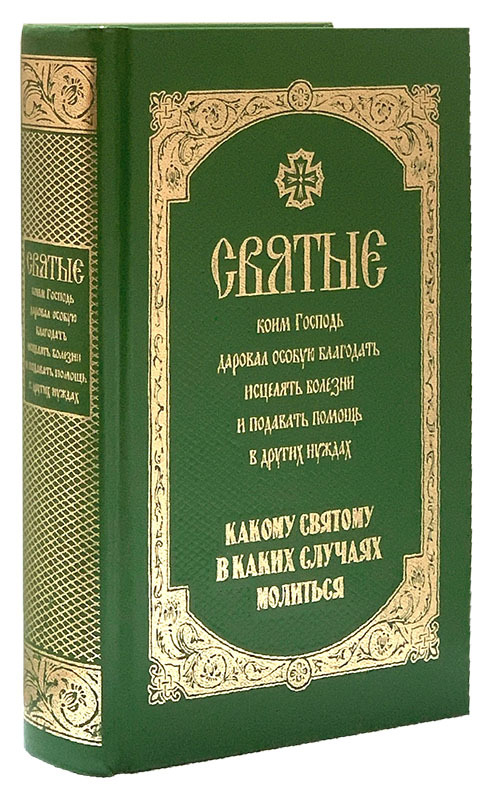 СВЯТЫЕ
коим Господь
даровал особую
благодать
исцелять болезни
и подавать помощь
в других нуждах
СВЯТЫЕ
коим Господь
даровал особую благодать
исцелять болезни
и подавать помощь
в других нуждах
КАКОМУ СВЯТОМУ
В КАКИХ СЛУЧАЯХ
МОЛИТЬСЯ